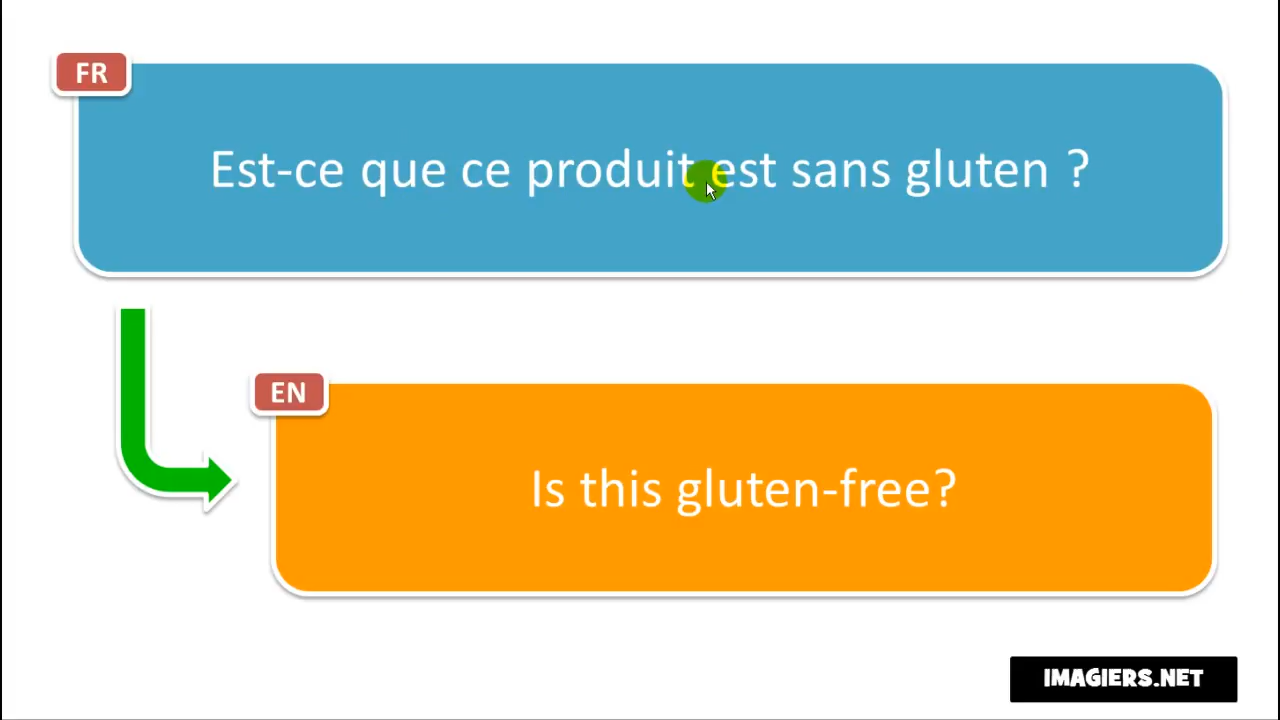 FR
Est-ce que ce produit est sans gluten ?
EN
Is this gluten-free?
IMAGIERS.NET